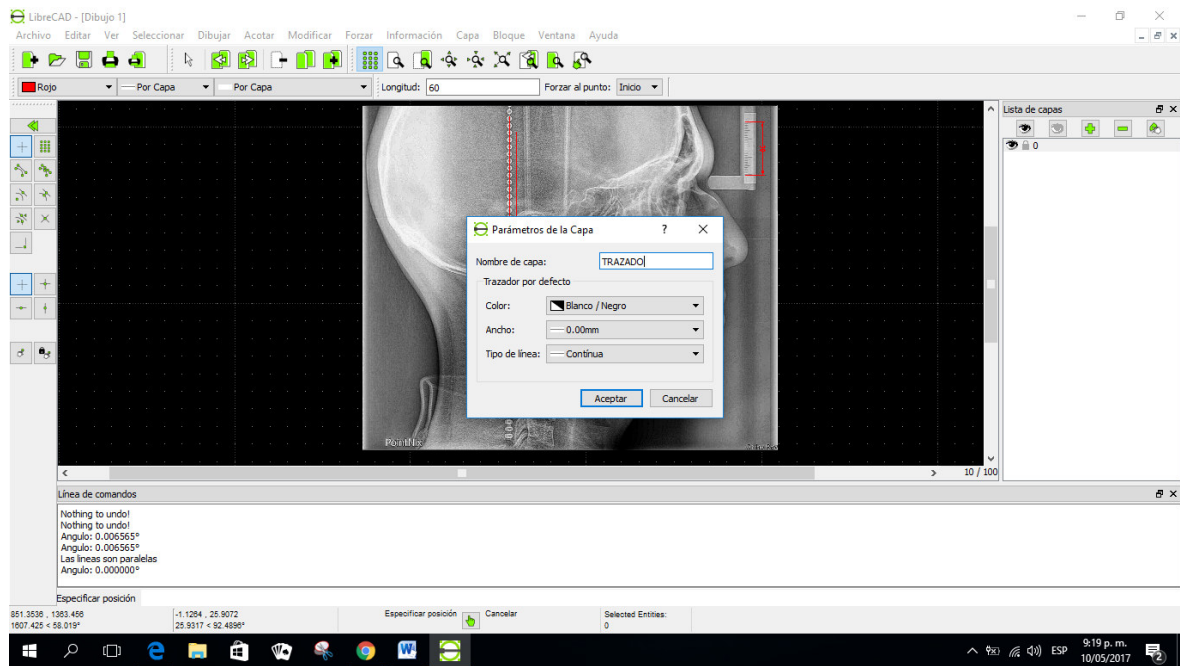 LibreCAD - [Dibujo 1]
Archivo Editar Ver Seleccionar Dibujar Acotar Modificar Forzar Información Capa Bloque Ventana Ayuda
Rojo Por Capa Por Capa Longitud: 60 Forzar al punto: Inicio
Lista de capas
0
Parámetros de la Capa ?
Nombre de capa: TRAZADO
Trazador por defecto
Color: Blanco / Negro
Ancho: 0.00mm
Tipo de línea: Contínua
Aceptar Cancelar
PointNix
10 / 100
Línea de comandos
Nothing to undo!
Nothing to undo!
Angulo: 0.006565°
Angulo: 0.006565°
Las lineas son paralelas
Angulo: 0.000000°
Especificar posición
851.3536 , 1363.456 -1.1264 , 25.9072 Especificar posición Cancelar Selected Entities:
1607.425 < 58.019° 25.9317 < 92.4896° 0
ESP 9:19 p. m.
10/05/2017